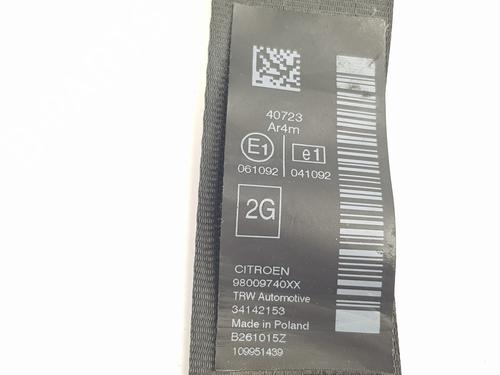 40723
Ar4m
E1 e1
061092 041092
2G
CITROEN
98009740XX
TRW Automotive
34142153
Made in Poland
B261015Z
109951439